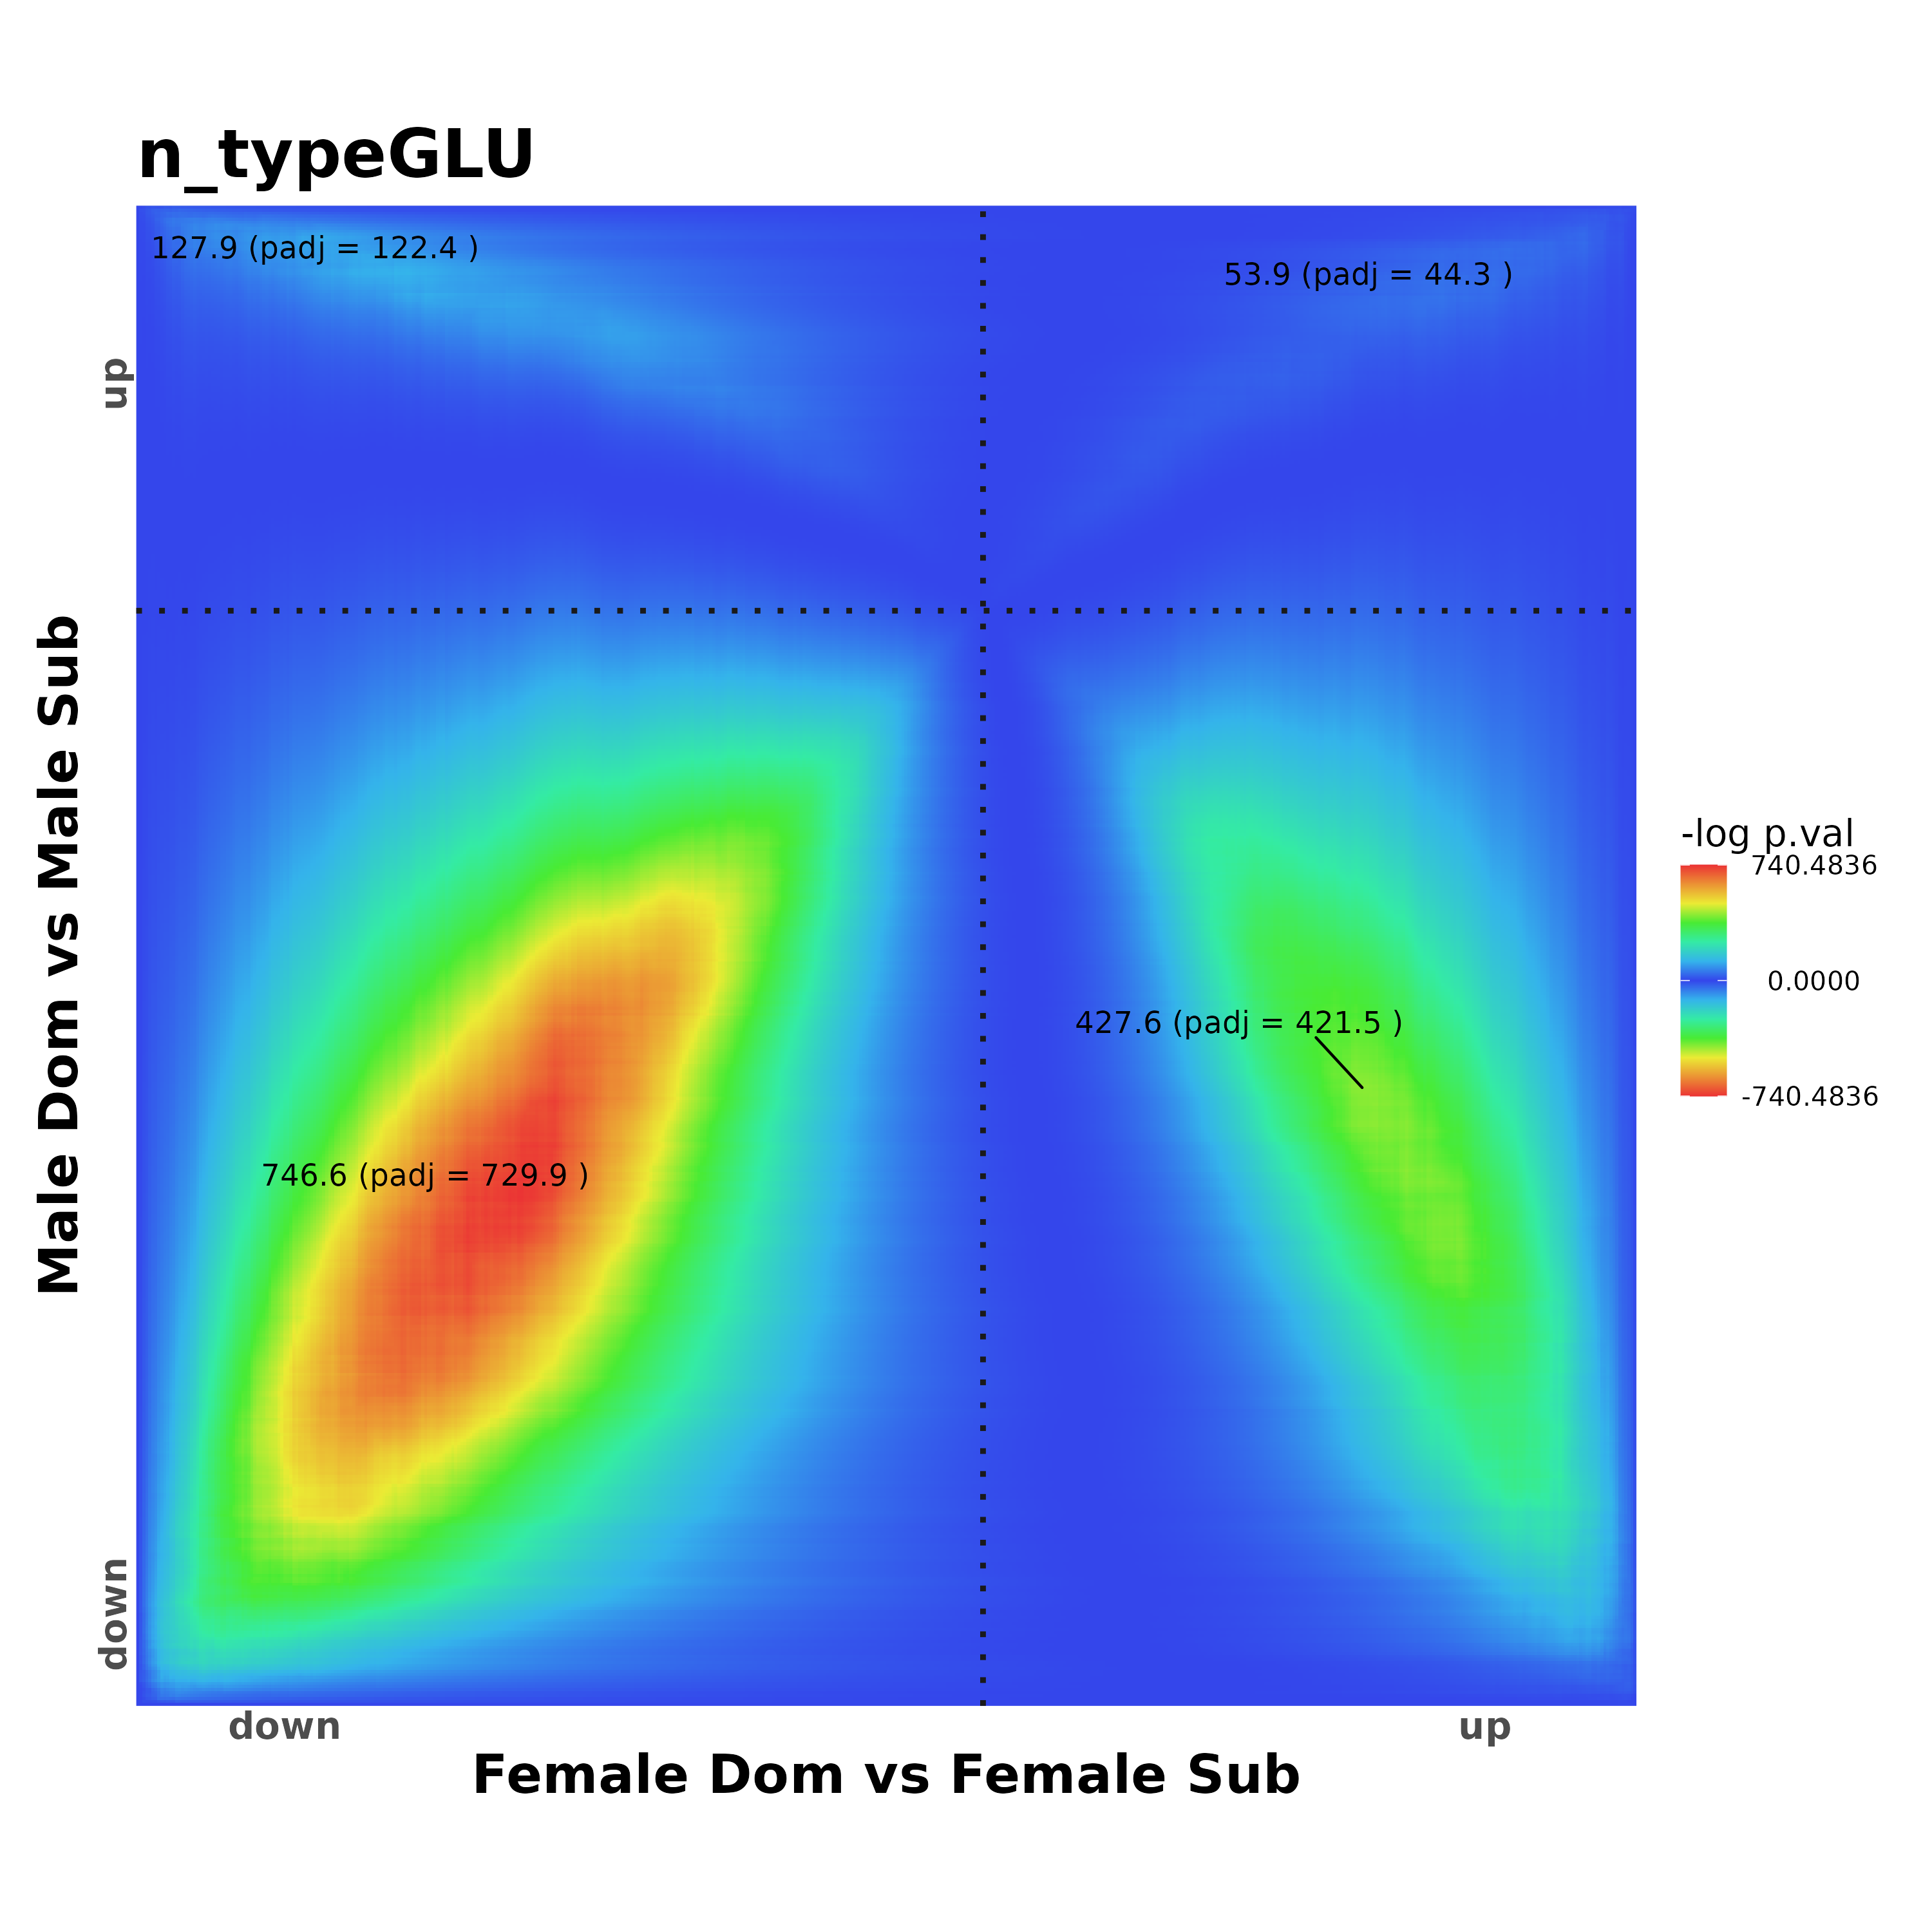 n_typeGLU
127.9 (padj = 122.4 )
53.9 (padj = 44.3 )
up
Male Dom vs Male Sub
-log p.val
740.4836
0.0000
-740.4836
427.6 (padj = 421.5 )
746.6 (padj = 729.9 )
down
down
up
Female Dom vs Female Sub